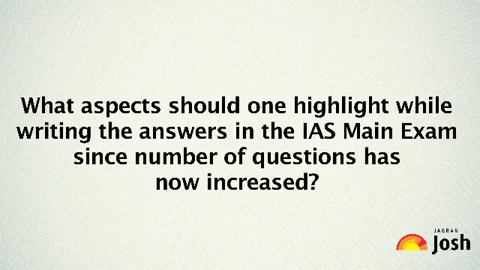 What aspects should one highlight while
writing the answers in the IAS Main Exam
since number of questions has
now increased?
JAGRAN
Josh